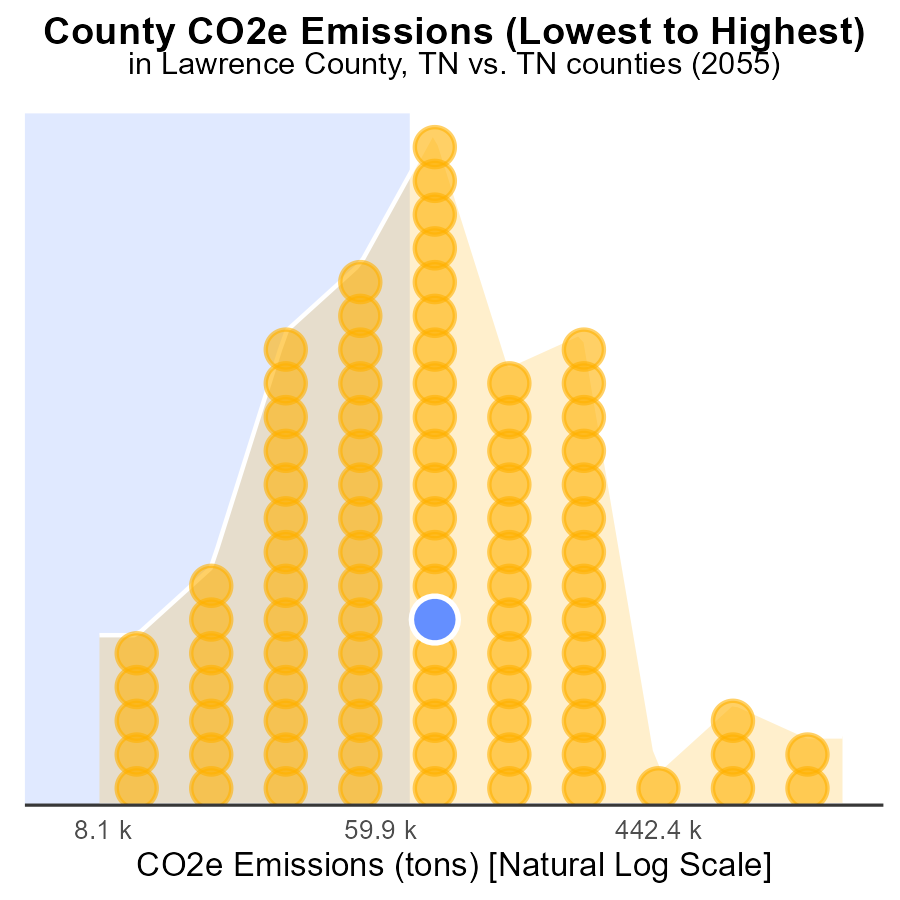 County CO2e Emissions (Lowest to Highest)
in Lawrence County, TN vs. TN counties (2055)
8.1 k 59.9 k 442.4 k
CO2e Emissions (tons) [Natural Log Scale]